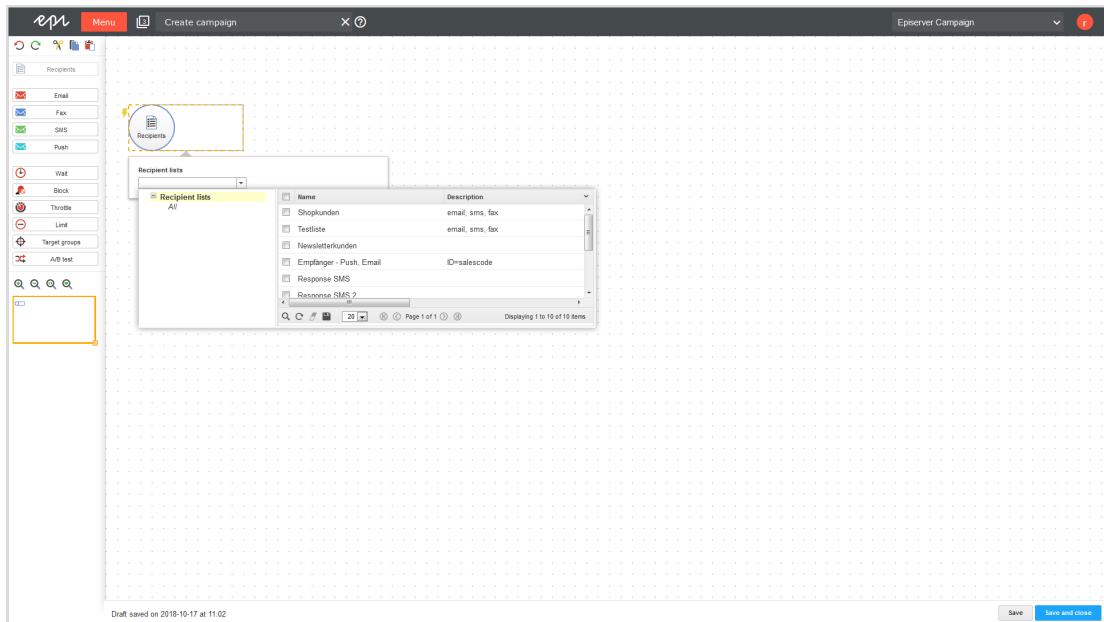 epi
Menu
3
Create campaign
Episerver Campaign
r
Recipients
Email
Fax
SMS
Push
Wait
Block
Throttle
Limit
Target groups
A/B test
Recipients
Recipient lists
Recipient lists
All
Name Description
Shopkunden email, sms, fax
Testliste email, sms, fax
Newsletterkunden
Empfänger - Push, Email ID=salescode
Response SMS
Response SMS 2
20 Page 1 of 1 Displaying 1 to 10 of 10 items
Draft saved on 2018-10-17 at 11:02
Save
Save and close